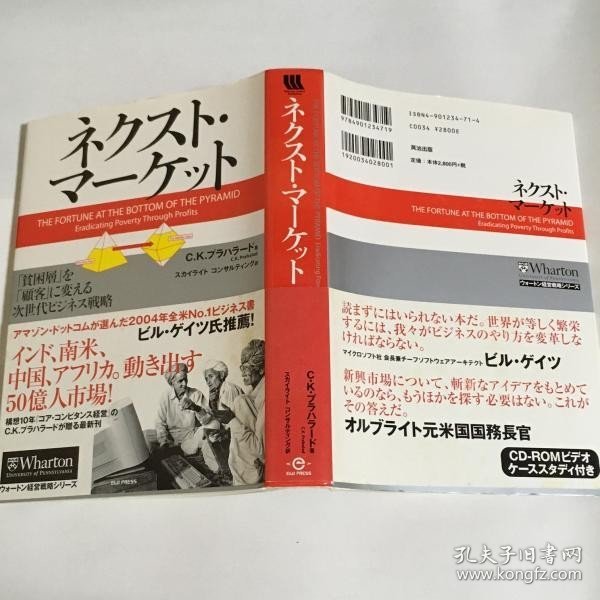 ネクスト・
マーケット
THE FORTUNE AT THE BOTTOM OF THE PYRAMID
Eradicating Poverty Through Profits
C.K.プラハラード 著
C.K. Prahalad
スカイライト コンサルティング 訳
「貧困層」を
「顧客」に変える
次世代ビジネス戦略
アマゾン・ドットコムが選んだ2004年全米No.1ビジネス書
ビル・ゲイツ氏推薦!
インド、南米、
中国、アフリカ。動き出す
50億人市場!
構想10年『コア・コンピタンス経営』の
C.K.プラハラードが贈る最新刊
Wharton
UNIVERSITY OF PENNSYLVANIA
ウォートン経営戦略シリーズ
ネクスト・マーケット
THE FORTUNE AT THE BOTTOM OF THE PYRAMID Eradicating Poverty Through Profits
C・K・プラハラード 著
スカイライト コンサルティング 訳
e
EIJI PRESS
9784901234719
1920034028001
ISBN4-901234-71-4
C0034 ¥2800E
英治出版
定価:本体2,800円+税
ネクスト・
マーケット
THE FORTUNE AT THE BOTTOM OF THE PYRAMID
Eradicating Poverty Through Profits
Wharton
UNIVERSITY OF PENNSYLVANIA
ウォートン経営戦略シリーズ
読まずにはいられない本だ。世界が等しく繁栄
するには、我々がビジネスのやり方を変革しな
ければならない。
マイクロソフト社 会長兼チーフソフトウェアアーキテクト ビル・ゲイツ
新興市場について、斬新なアイデアをもとめて
いるのなら、もうほかを探す必要はない。これが
その答えだ。
オルブライト元米国国務長官
CD-ROMビデオ
ケーススタディ付き
孔夫子旧书网
www.kongfz.com